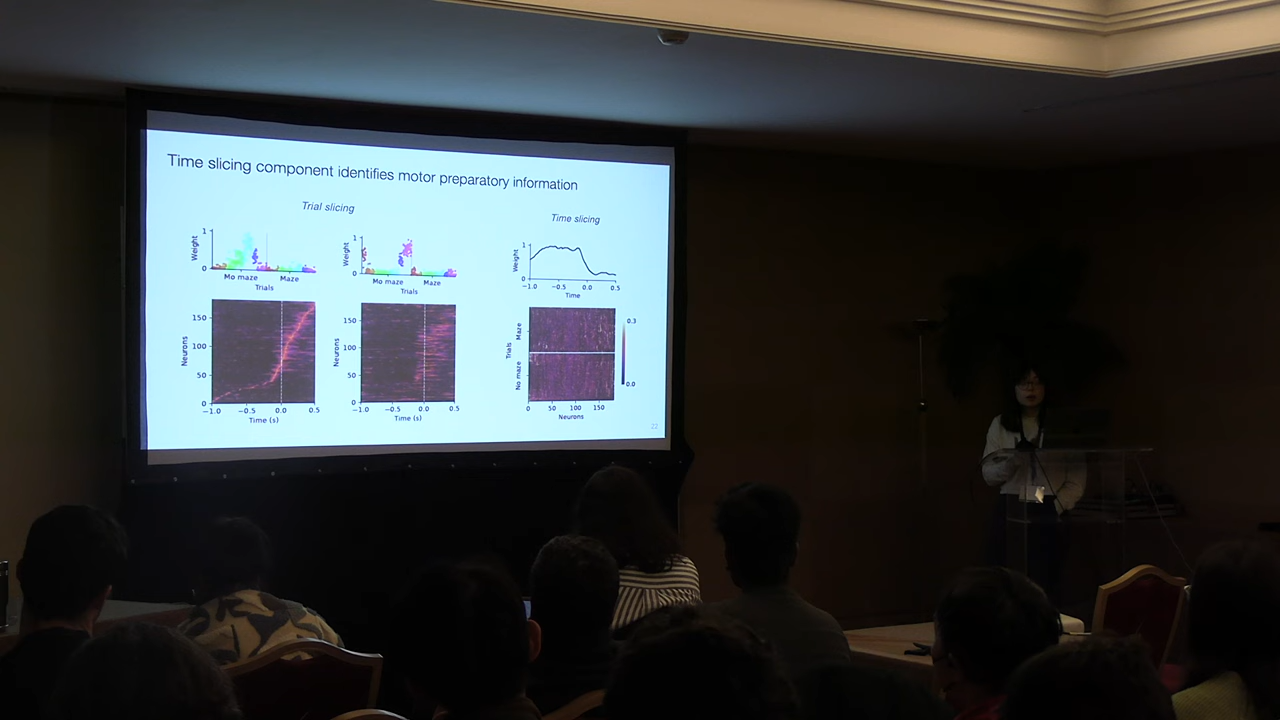 Time slicing component identifies motor preparatory information
Trial slicing
Time slicing
1
Weight
0
Mo maze Maze
Trials
1
Weight
0
Mo maze Maze
Trials
1
Weight
0
−1.0 −0.5 0.0 0.5
Time
150
100
50
0
Neurons
−1.0 −0.5 0.0 0.5
Time (s)
150
100
50
0
Neurons
−1.0 −0.5 0.0 0.5
Time (s)
Trials
Maze
No maze
0 50 100 150
Neurons
0.3
0.0
22